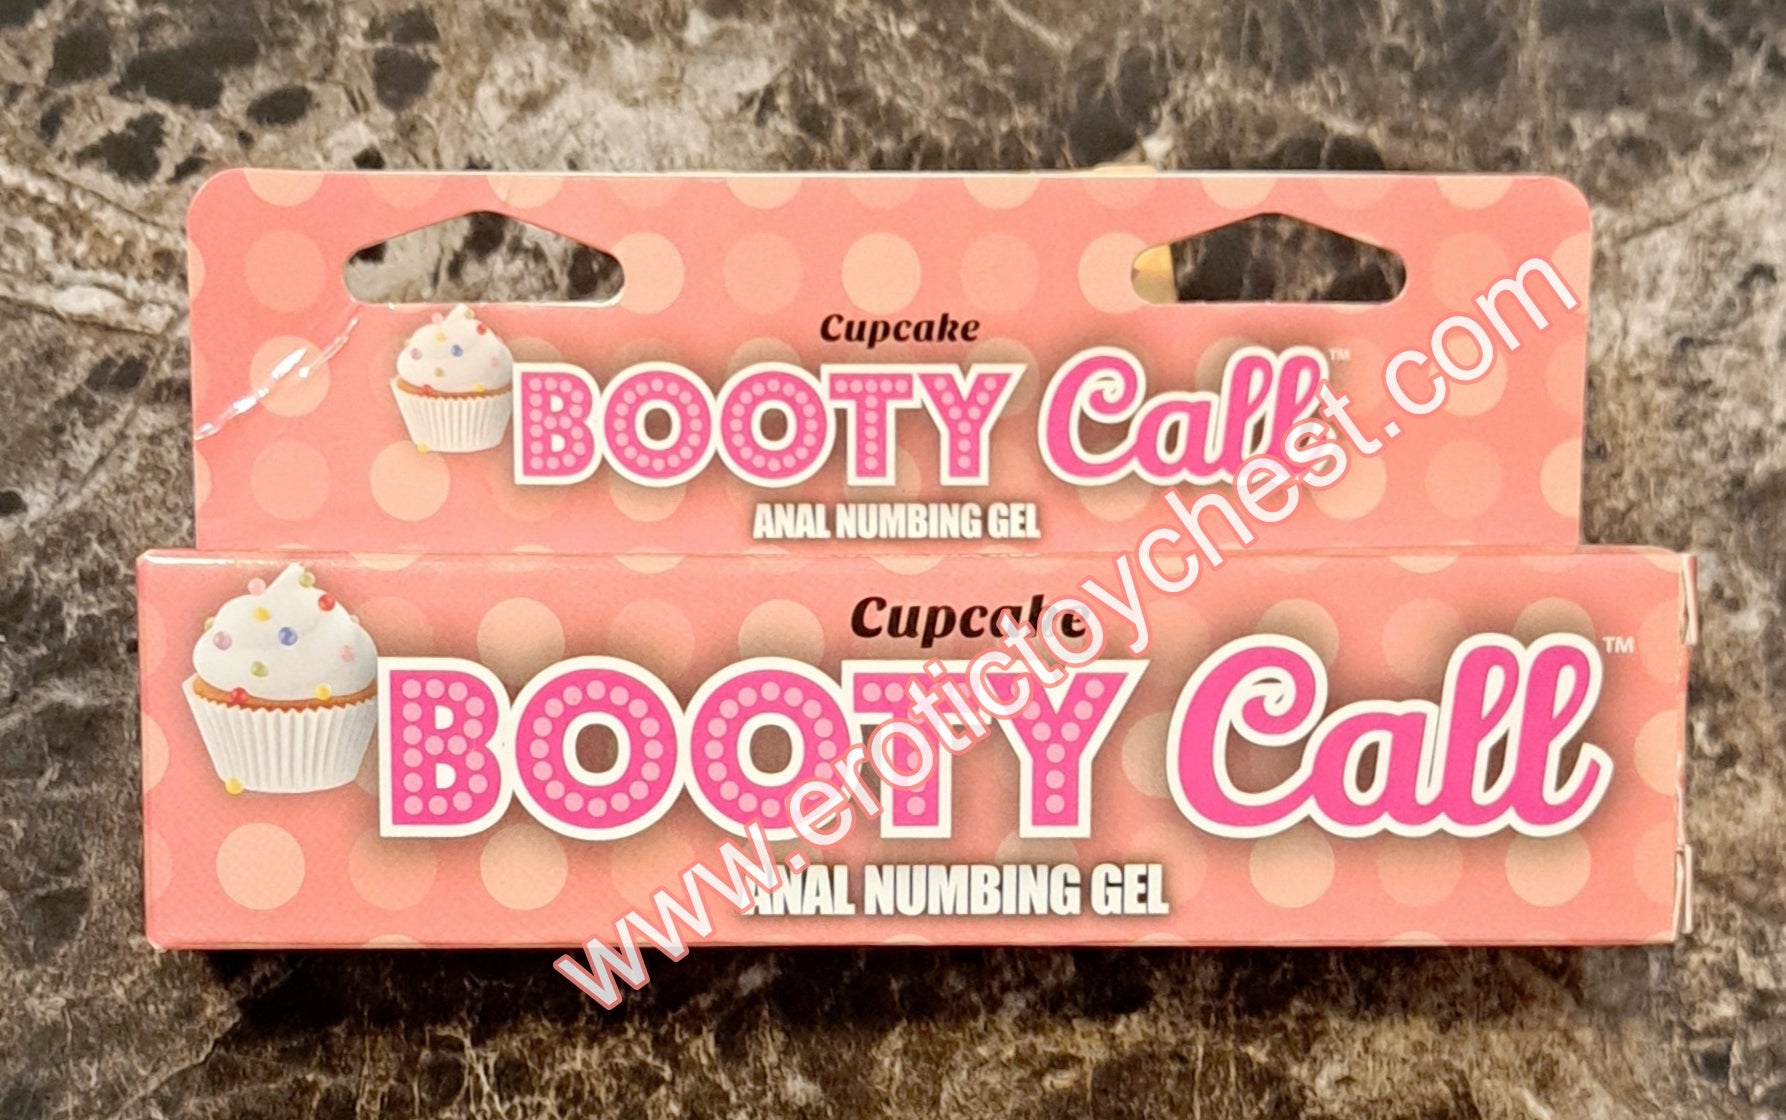 Cupcake
BOOTY Call™
ANAL NUMBING GEL
Cupcake
BOOTY Call™
ANAL NUMBING GEL
www.erotictoychest.com